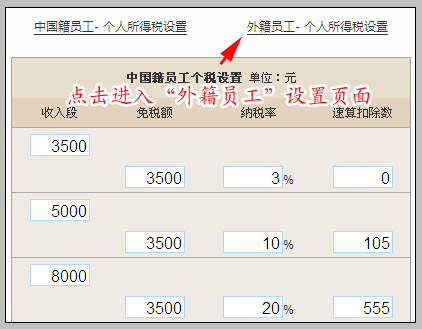 中国籍员工- 个人所得税设置 外籍员工- 个人所得税设置
中国籍员工个税设置 单位：元
点击进入“外籍员工”设置页面
收入段 免税额 纳税率 速算扣除数
3500
3500 3 % 0
5000
3500 10 % 105
8000
3500 20 % 555